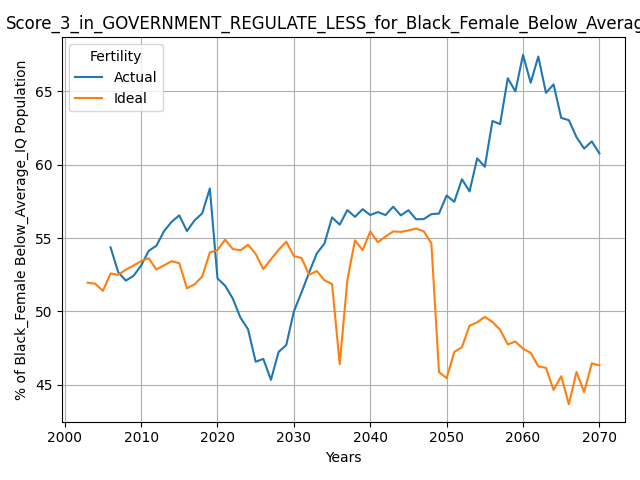 Score_3_in_GOVERNMENT_REGULATE_LESS_for_Black_Female_Below_Averag
Fertility
Actual
Ideal
% of Black_Female Below_Average_IQ Population
65
60
55
50
45
2000 2010 2020 2030 2040 2050 2060 2070
Years